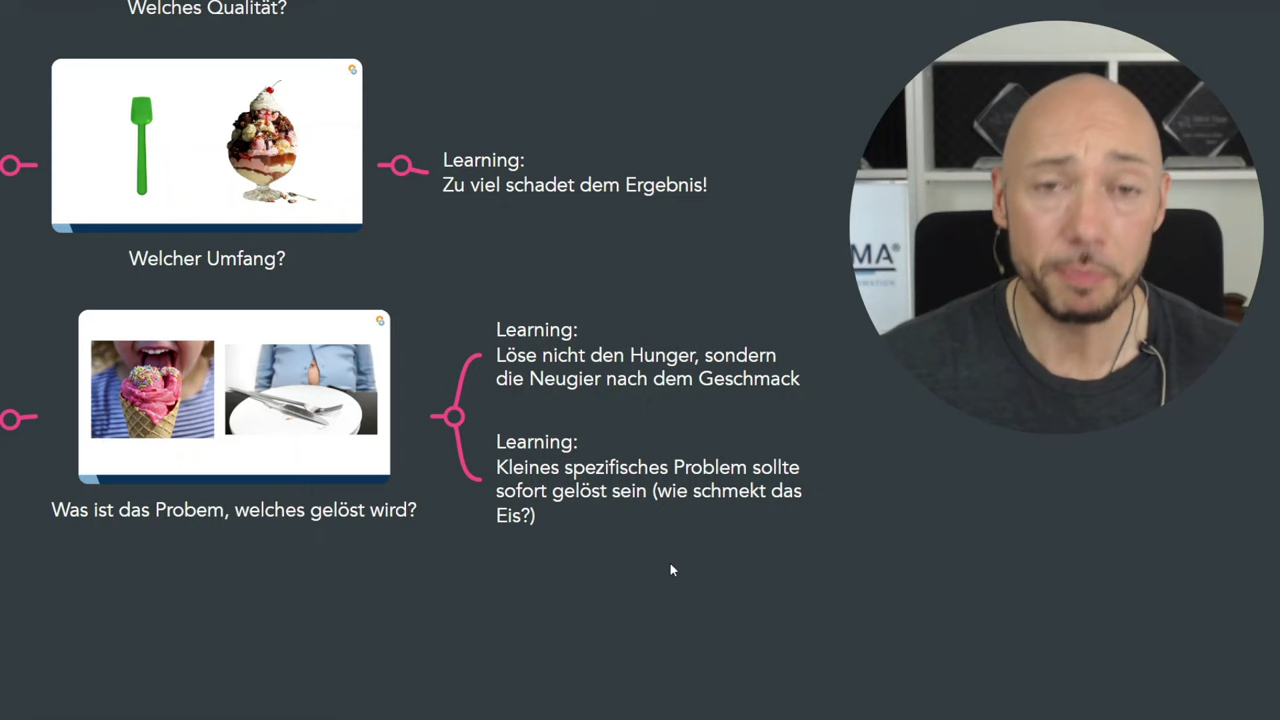 Welches Qualität?
Learning:
Zu viel schadet dem Ergebnis!
Welcher Umfang?
Learning:
Löse nicht den Hunger, sondern
die Neugier nach dem Geschmack
Learning:
Kleines spezifisches Problem sollte
sofort gelöst sein (wie schmekt das
Eis?)
Was ist das Probem, welches gelöst wird?
MA®